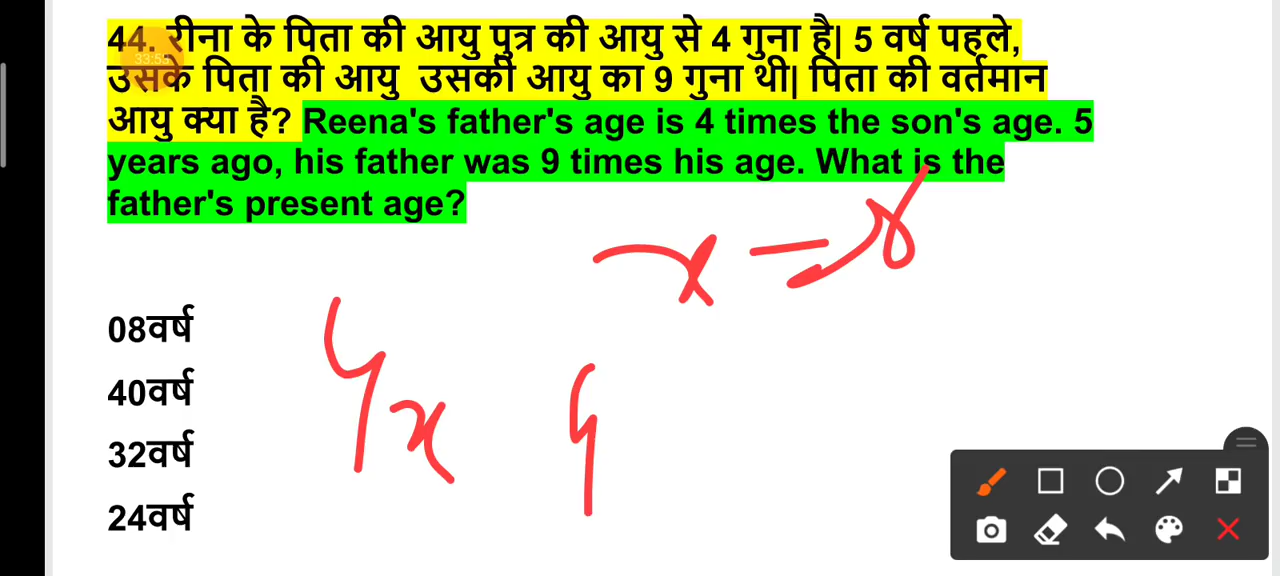 44. रीना के पिता की आयु पुत्र की आयु से 4 गुना है| 5 वर्ष पहले,
33:55
उसके पिता की आयु उसकी आयु का 9 गुना थी| पिता की वर्तमान
आयु क्या है? Reena's father's age is 4 times the son's age. 5
years ago, his father was 9 times his age. What is the
father's present age?
x = 8
08वर्ष
4x 4
40वर्ष
32वर्ष
24वर्ष